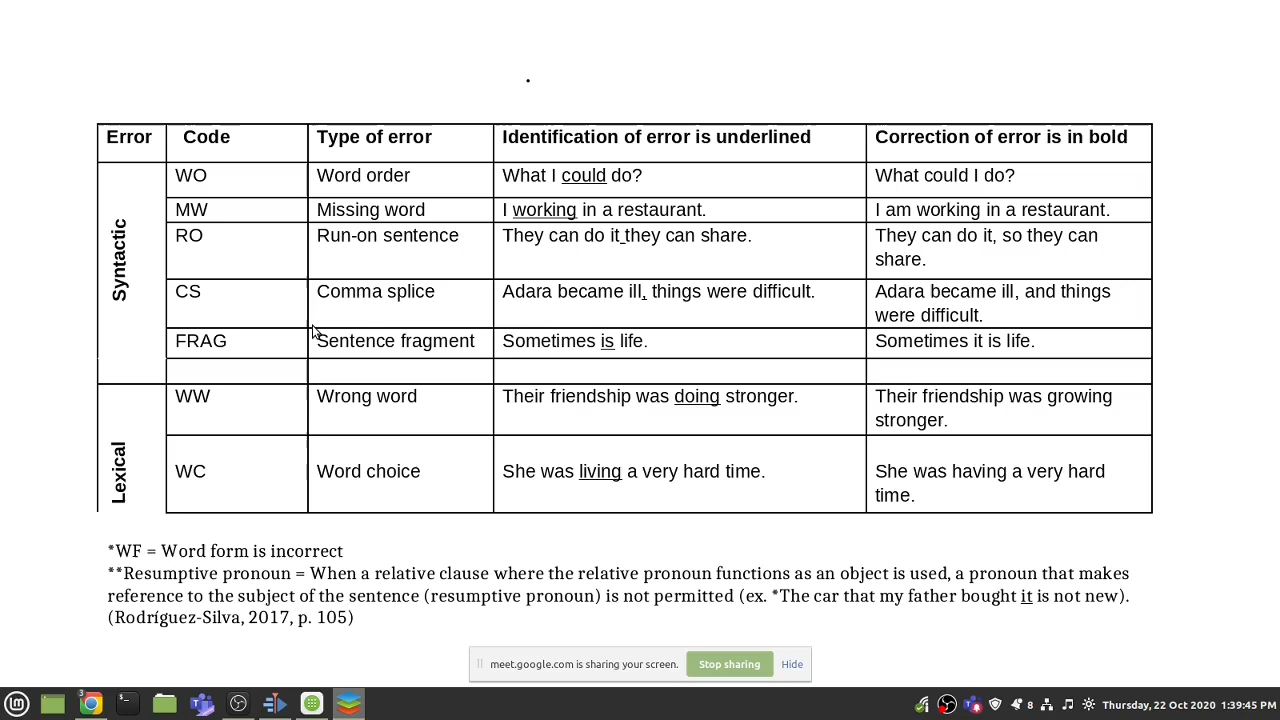 .
Error Code Type of error Identification of error is underlined Correction of error is in bold
Syntactic
WO Word order What I could do? What could I do?
MW Missing word I working in a restaurant. I am working in a restaurant.
RO Run-on sentence They can do it they can share. They can do it, so they can
share.
CS Comma splice Adara became ill, things were difficult. Adara became ill, and things
were difficult.
FRAG Sentence fragment Sometimes is life. Sometimes it is life.
Lexical
WW Wrong word Their friendship was doing stronger. Their friendship was growing
stronger.
WC Word choice She was living a very hard time. She was having a very hard
time.
*WF = Word form is incorrect
**Resumptive pronoun = When a relative clause where the relative pronoun functions as an object is used, a pronoun that makes
reference to the subject of the sentence (resumptive pronoun) is not permitted (ex. *The car that my father bought it is not new).
(Rodríguez-Silva, 2017, p. 105)
meet.google.com is sharing your screen. Stop sharing Hide
3 8 Thursday, 22 Oct 2020 1:39:45 PM